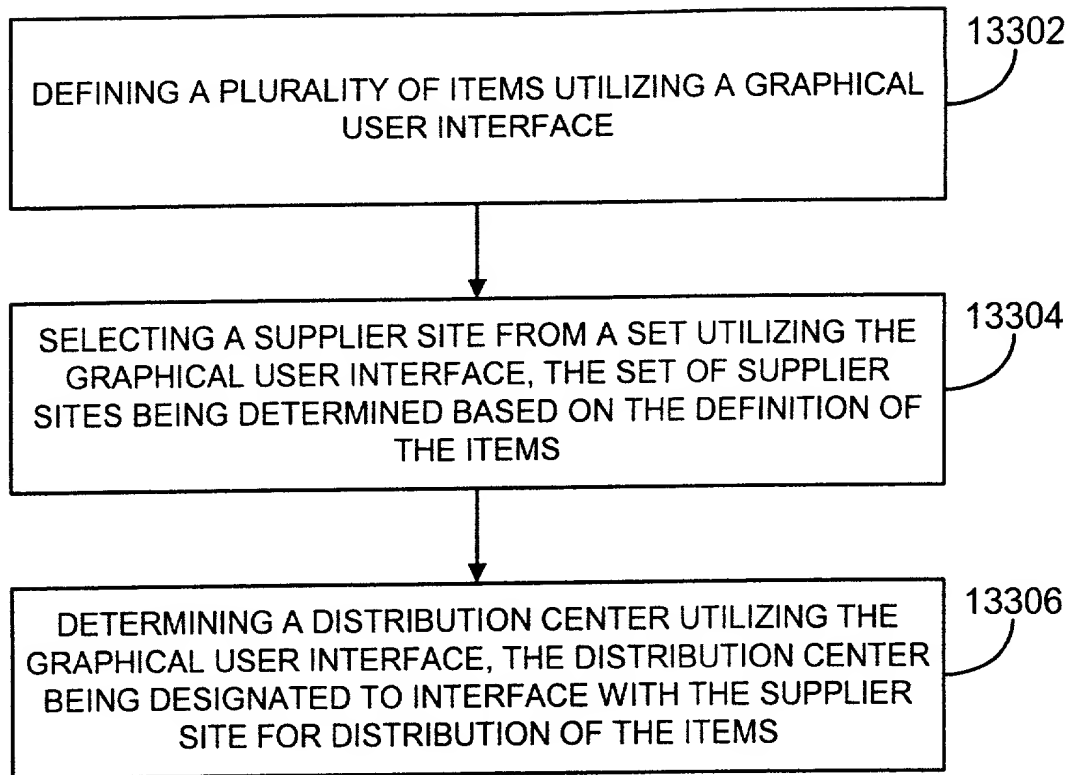 13302
DEFINING A PLURALITY OF ITEMS UTILIZING A GRAPHICAL
USER INTERFACE
13304
SELECTING A SUPPLIER SITE FROM A SET UTILIZING THE
GRAPHICAL USER INTERFACE, THE SET OF SUPPLIER
SITES BEING DETERMINED BASED ON THE DEFINITION OF
THE ITEMS
13306
DETERMINING A DISTRIBUTION CENTER UTILIZING THE
GRAPHICAL USER INTERFACE, THE DISTRIBUTION CENTER
BEING DESIGNATED TO INTERFACE WITH THE SUPPLIER
SITE FOR DISTRIBUTION OF THE ITEMS